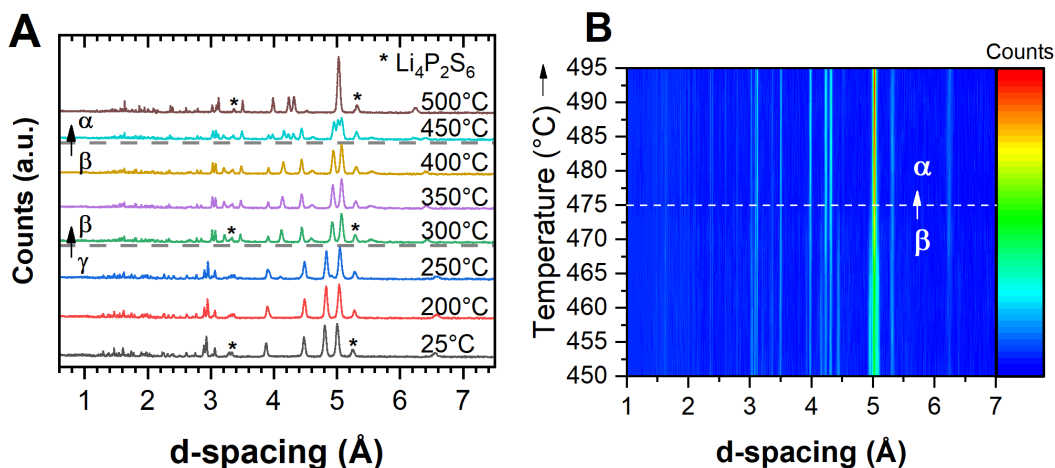 A
* Li4P2S6
*
*
500°C
α
450°C
β
400°C
350°C
β
*
*
300°C
γ
250°C
200°C
*
*
25°C
Counts (a.u.)
1 2 3 4 5 6 7
d-spacing (Å)
B
Counts
495
490
485
480
475
470
465
460
455
450
Temperature (°C)
α
β
1 2 3 4 5 6 7
d-spacing (Å)